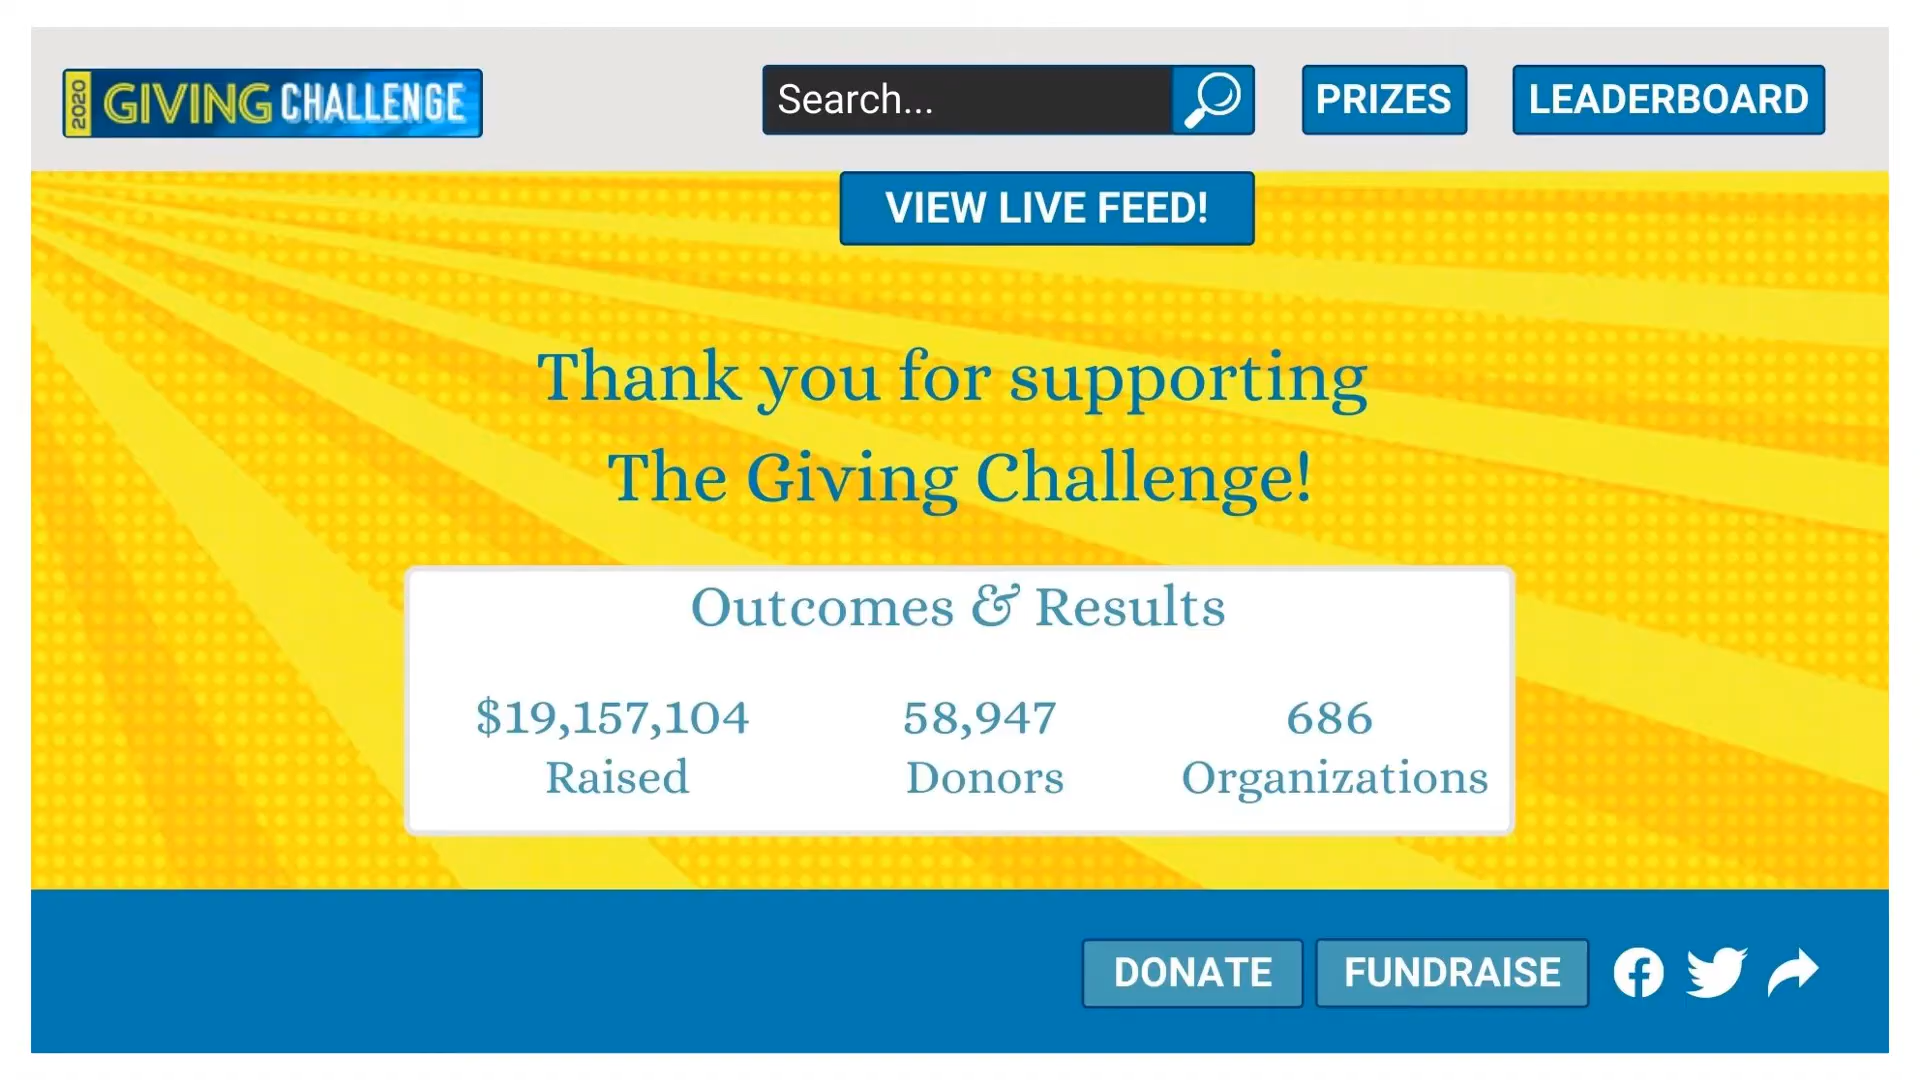 2020 GIVING CHALLENGE
Search...
PRIZES
LEADERBOARD
VIEW LIVE FEED!
Thank you for supporting
The Giving Challenge!
Outcomes & Results
$19,157,104
Raised
58,947
Donors
686
Organizations
DONATE
FUNDRAISE